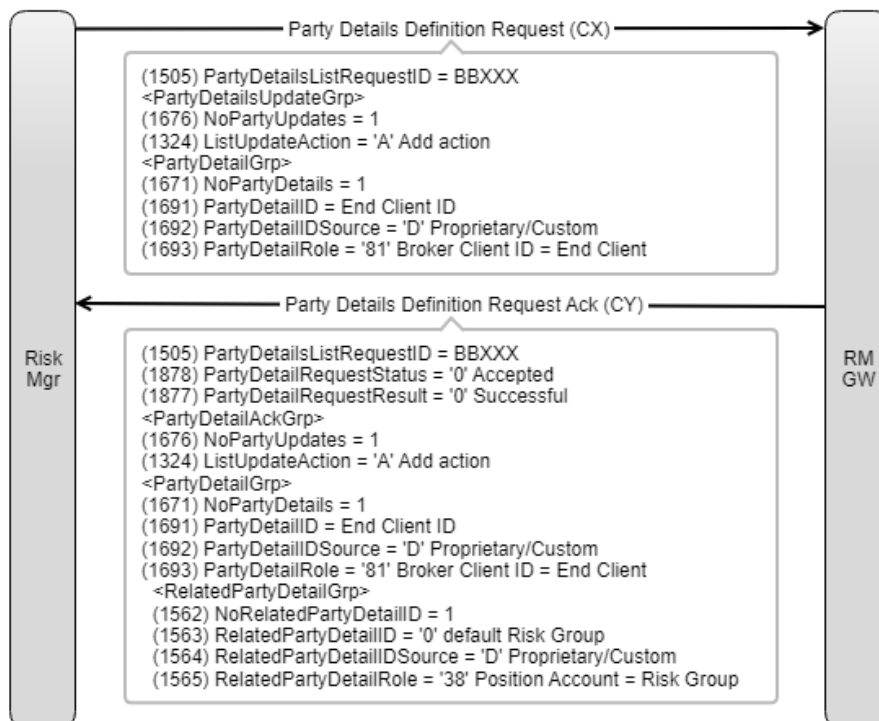 Party Details Definition Request (CX)
(1505) PartyDetailsListRequestID = BBXXX
<PartyDetailsUpdateGrp>
(1676) NoPartyUpdates = 1
(1324) ListUpdateAction = 'A' Add action
<PartyDetailGrp>
(1671) NoPartyDetails = 1
(1691) PartyDetailID = End Client ID
(1692) PartyDetailIDSource = 'D' Proprietary/Custom
(1693) PartyDetailRole = '81' Broker Client ID = End Client
Party Details Definition Request Ack (CY)
(1505) PartyDetailsListRequestID = BBXXX
(1878) PartyDetailRequestStatus = '0' Accepted
(1877) PartyDetailRequestResult = '0' Successful
<PartyDetailAckGrp>
(1676) NoPartyUpdates = 1
(1324) ListUpdateAction = 'A' Add action
<PartyDetailGrp>
(1671) NoPartyDetails = 1
(1691) PartyDetailID = End Client ID
(1692) PartyDetailIDSource = 'D' Proprietary/Custom
(1693) PartyDetailRole = '81' Broker Client ID = End Client
<RelatedPartyDetailGrp>
(1562) NoRelatedPartyDetailID = 1
(1563) RelatedPartyDetailID = '0' default Risk Group
(1564) RelatedPartyDetailIDSource = 'D' Proprietary/Custom
(1565) RelatedPartyDetailRole = '38' Position Account = Risk Group
Risk
Mgr
RM
GW